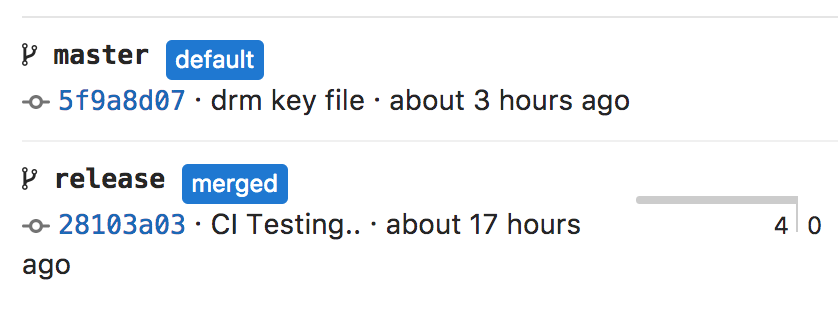 master default
5f9a8d07 · drm key file · about 3 hours ago
release merged
28103a03 · CI Testing.. · about 17 hours ago
4 0